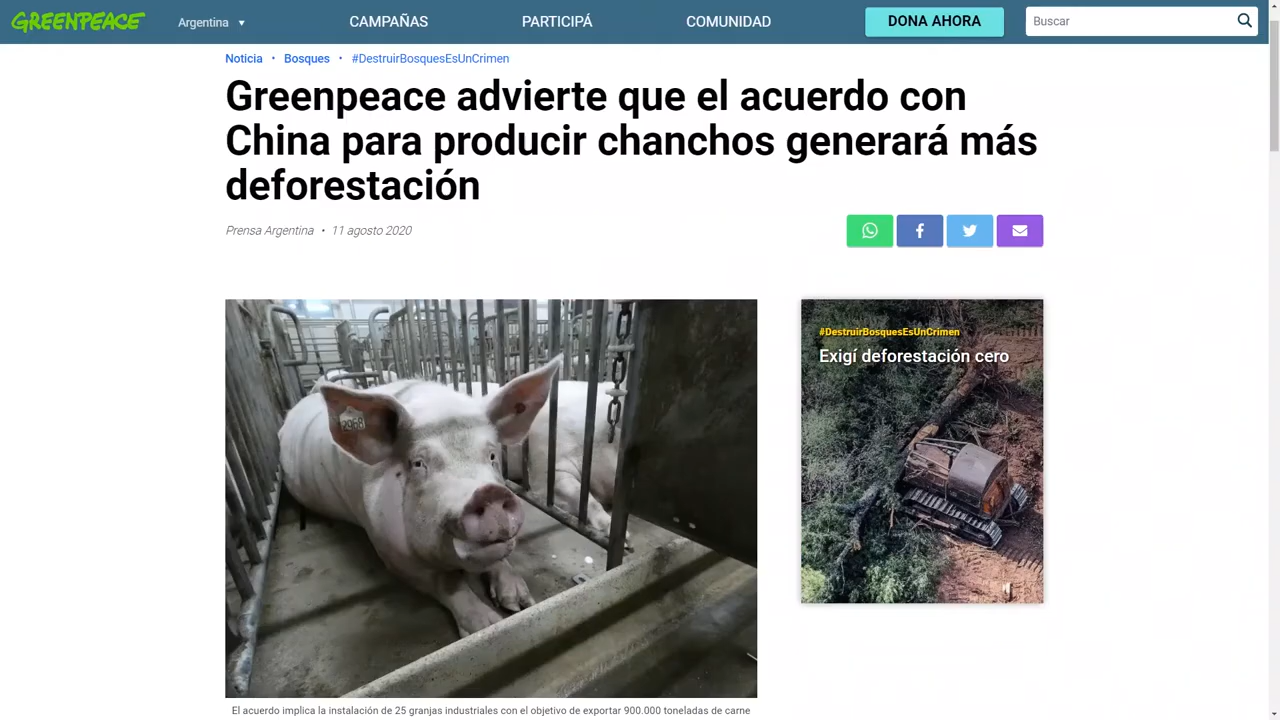 GREENPEACE
Argentina
CAMPAÑAS
PARTICIPÁ
COMUNIDAD
DONA AHORA
Buscar
Noticia • Bosques • #DestruirBosquesEsUnCrimen
Greenpeace advierte que el acuerdo con
China para producir chanchos generará más
deforestación
Prensa Argentina • 11 agosto 2020
#DestruirBosquesEsUnCrimen
Exigí deforestación cero
El acuerdo implica la instalación de 25 granjas industriales con el objetivo de exportar 900.000 toneladas de carne